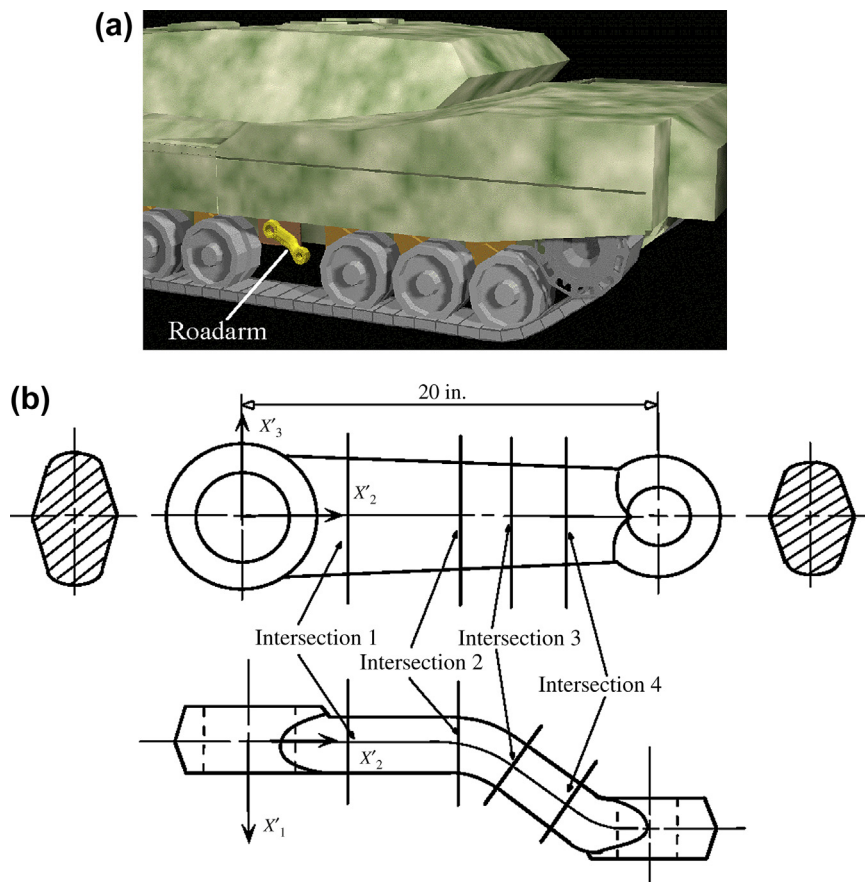 (a)
Roadarm
(b)
20 in.
X′3
X′2
Intersection 1
Intersection 2
Intersection 3
Intersection 4
X′2
X′1